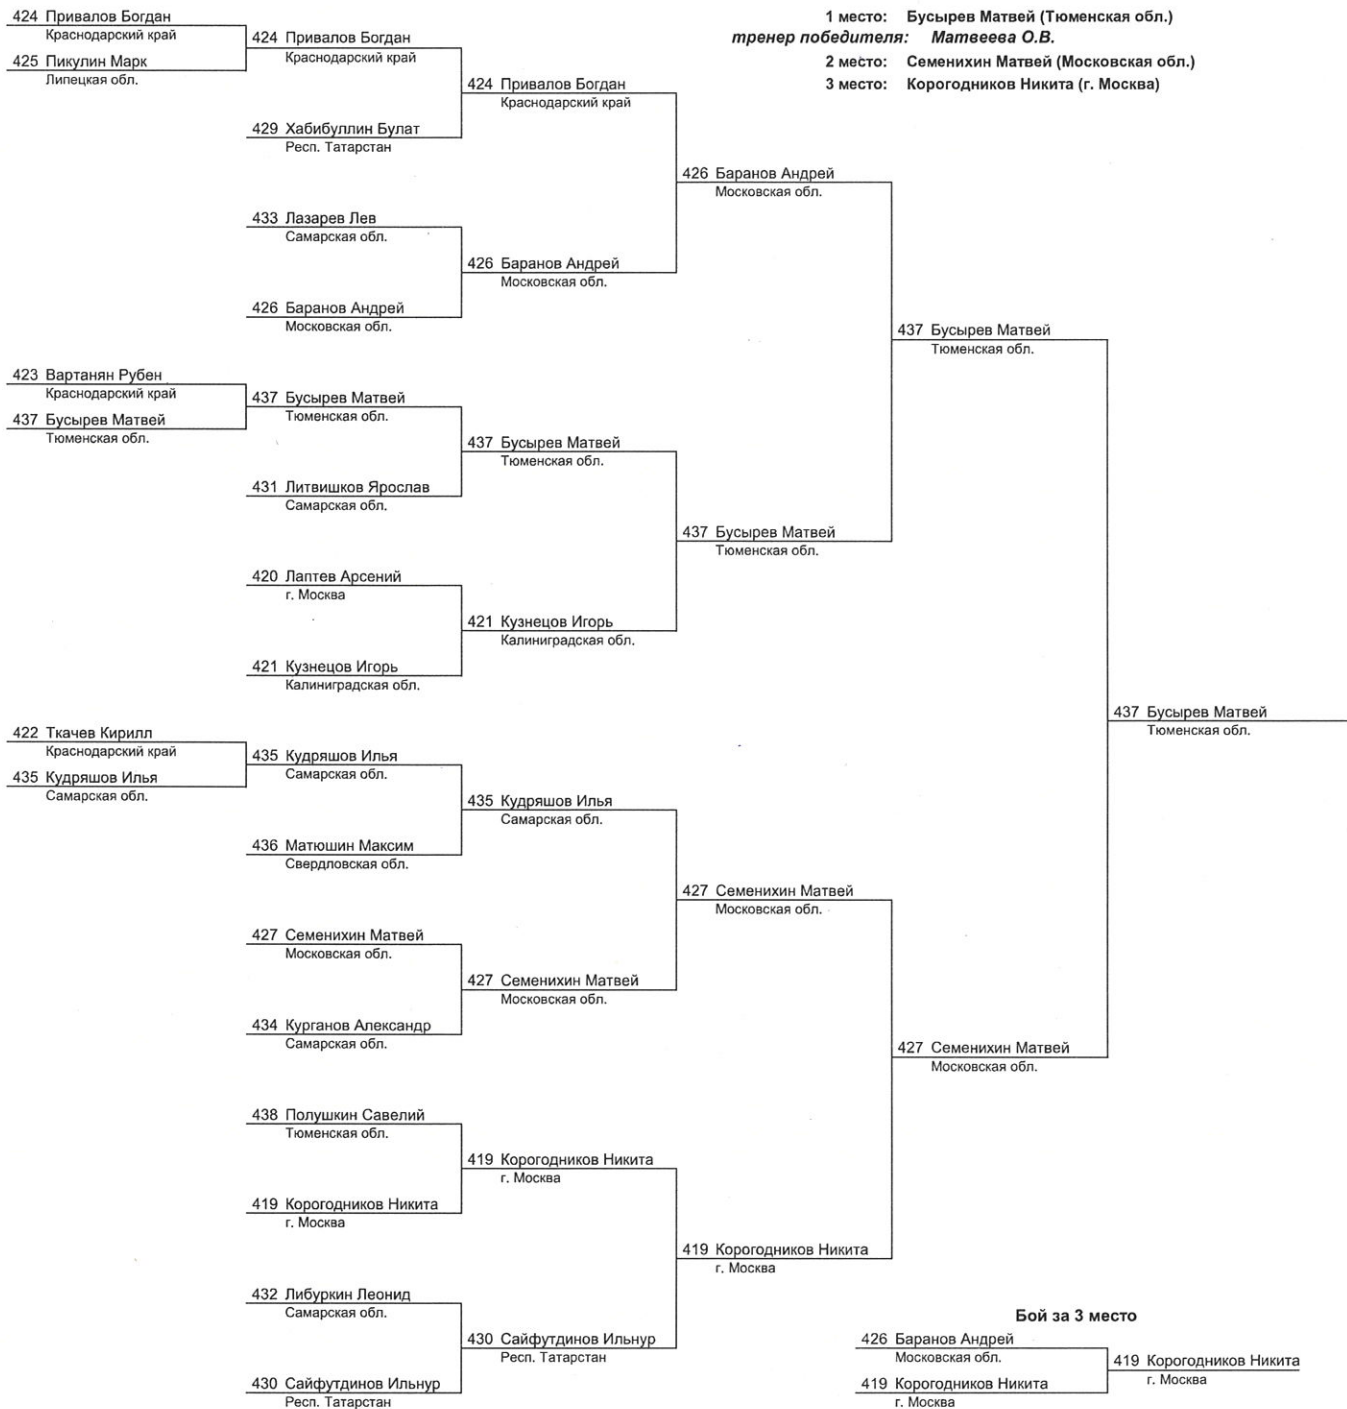 424 Привалов Богдан
Краснодарский край
425 Пикулин Марк
Липецкая обл.
424 Привалов Богдан
Краснодарский край
429 Хабибуллин Булат
Респ. Татарстан
424 Привалов Богдан
Краснодарский край
1 место: Бусырев Матвей (Тюменская обл.)
тренер победителя: Матвеева О.В.
2 место: Семенихин Матвей (Московская обл.)
3 место: Корогодников Никита (г. Москва)
433 Лазарев Лев
Самарская обл.
426 Баранов Андрей
Московская обл.
426 Баранов Андрей
Московская обл.
426 Баранов Андрей
Московская обл.
423 Вартанян Рубен
Краснодарский край
437 Бусырев Матвей
Тюменская обл.
437 Бусырев Матвей
Тюменская обл.
431 Литвишков Ярослав
Самарская обл.
437 Бусырев Матвей
Тюменская обл.
420 Лаптев Арсений
г. Москва
421 Кузнецов Игорь
Калининградская обл.
421 Кузнецов Игорь
Калиниградская обл.
437 Бусырев Матвей
Тюменская обл.
437 Бусырев Матвей
Тюменская обл.
422 Ткачев Кирилл
Краснодарский край
435 Кудряшов Илья
Самарская обл.
435 Кудряшов Илья
Самарская обл.
436 Матюшин Максим
Свердловская обл.
435 Кудряшов Илья
Самарская обл.
427 Семенихин Матвей
Московская обл.
434 Курганов Александр
Самарская обл.
427 Семенихин Матвей
Московская обл.
427 Семенихин Матвей
Московская обл.
438 Полушкин Савелий
Тюменская обл.
419 Корогодников Никита
г. Москва
419 Корогодников Никита
г. Москва
432 Либуркин Леонид
Самарская обл.
430 Сайфутдинов Ильнур
Респ. Татарстан
430 Сайфутдинов Ильнур
Респ. Татарстан
419 Корогодников Никита
г. Москва
427 Семенихин Матвей
Московская обл.
437 Бусырев Матвей
Тюменская обл.
Бой за 3 место
426 Баранов Андрей
Московская обл.
419 Корогодников Никита
г. Москва
419 Корогодников Никита
г. Москва